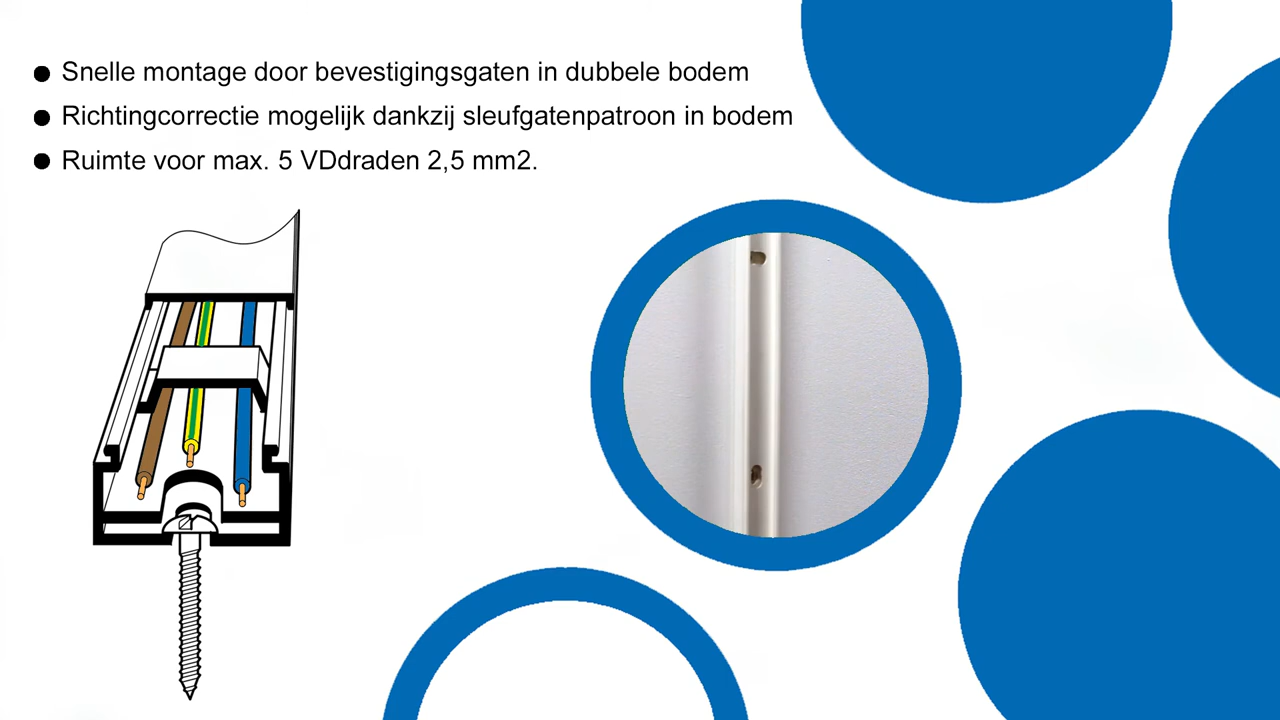 Snelle montage door bevestigingsgaten in dubbele bodem
Richtingcorrectie mogelijk dankzij sleufgatenpatroon in bodem
Ruimte voor max. 5 VDdraden 2,5 mm2.